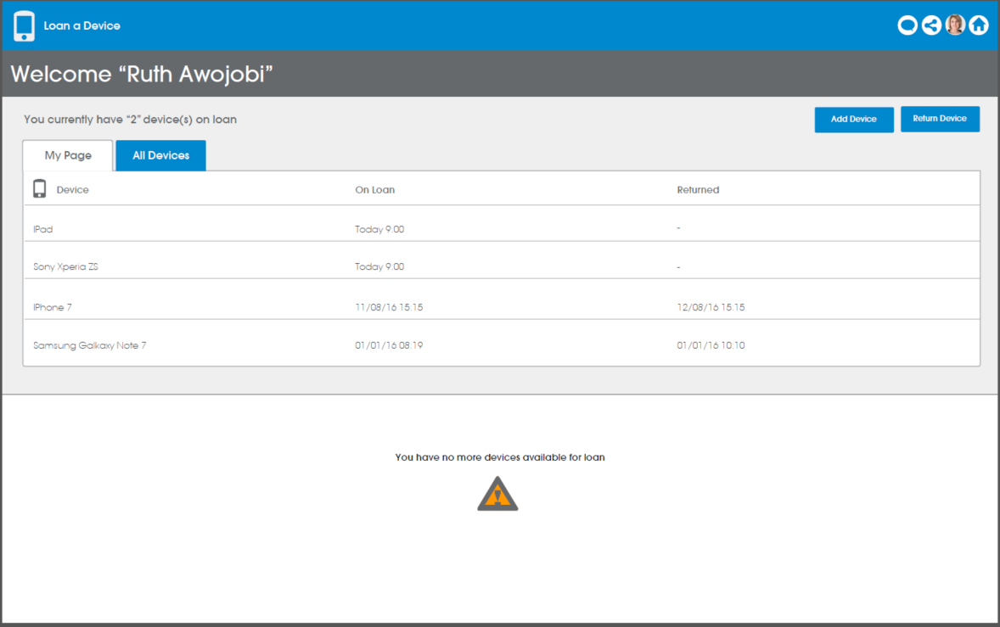 Loan a Device
Welcome “Ruth Awojobi”
You currently have “2” device(s) on loan
Add Device
Return Device
My Page
All Devices
Device On Loan Returned
IPad Today 9.00 -
Sony Xperia ZS Today 9.00 -
IPhone 7 11/08/16 15.15 12/08/16 15.15
Samsung Galkaxy Note 7 01/01/16 08.19 01/01/16 10.10
You have no more devices available for loan